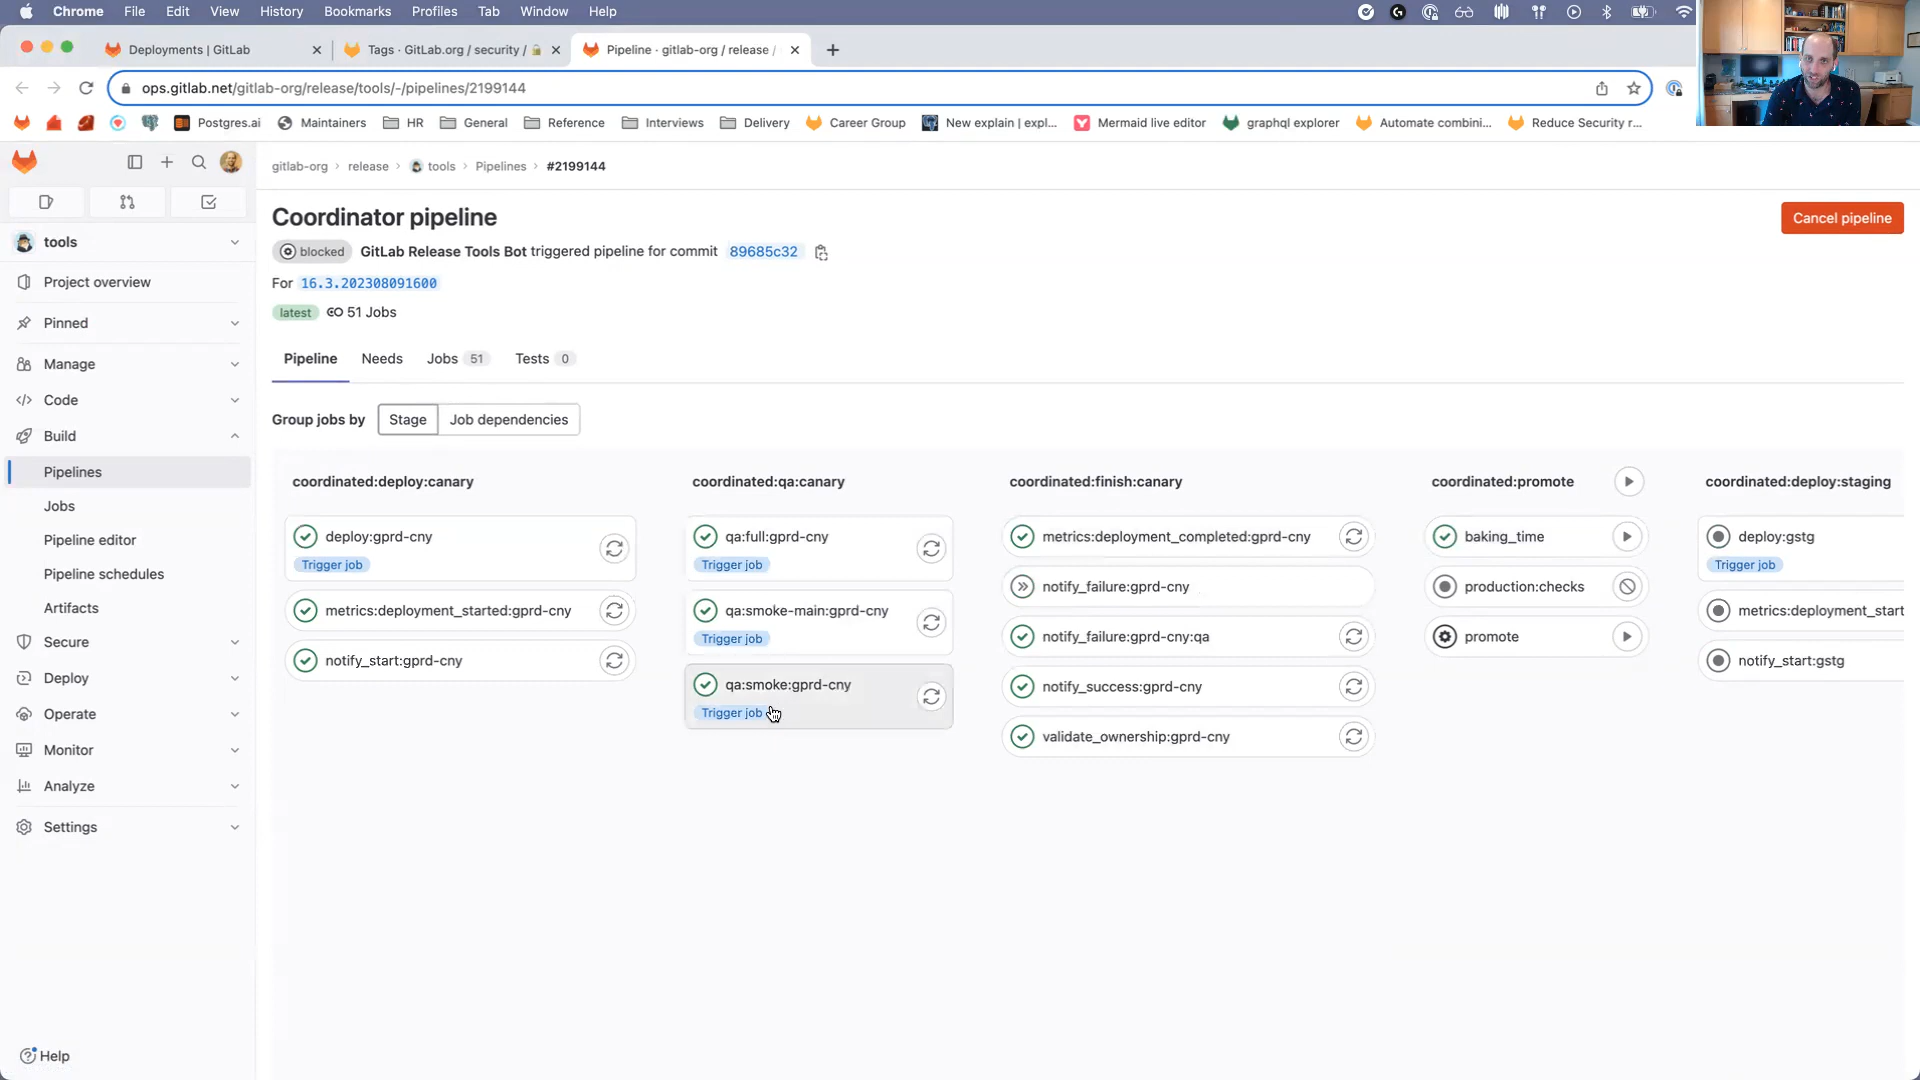 Chrome File Edit View History Bookmarks Profiles Tab Window Help
Deployments | GitLab
Tags · GitLab.org / security /
Pipeline · gitlab-org / release /
ops.gitlab.net/gitlab-org/release/tools/-/pipelines/2199144
Postgres.ai Maintainers HR General Reference Interviews Delivery Career Group New explain | expl... Mermaid live editor graphql explorer Automate combini... Reduce Security r...
gitlab-org › release › tools › Pipelines › #2199144
tools
Project overview
Pinned
Manage
Code
Build
Pipelines
Jobs
Pipeline editor
Pipeline schedules
Artifacts
Secure
Deploy
Operate
Monitor
Analyze
Settings
Help
Coordinator pipeline
Cancel pipeline
blocked GitLab Release Tools Bot triggered pipeline for commit 89685c32
For 16.3.202308091600
latest 51 Jobs
Pipeline Needs Jobs 51 Tests 0
Group jobs by Stage Job dependencies
coordinated:deploy:canary
deploy:gprd-cny
Trigger job
metrics:deployment_started:gprd-cny
notify_start:gprd-cny
coordinated:qa:canary
qa:full:gprd-cny
Trigger job
qa:smoke-main:gprd-cny
Trigger job
qa:smoke:gprd-cny
Trigger job
coordinated:finish:canary
metrics:deployment_completed:gprd-cny
notify_failure:gprd-cny
notify_failure:gprd-cny:qa
notify_success:gprd-cny
validate_ownership:gprd-cny
coordinated:promote
baking_time
production:checks
promote
coordinated:deploy:staging
deploy:gstg
Trigger job
metrics:deployment_start
notify_start:gstg